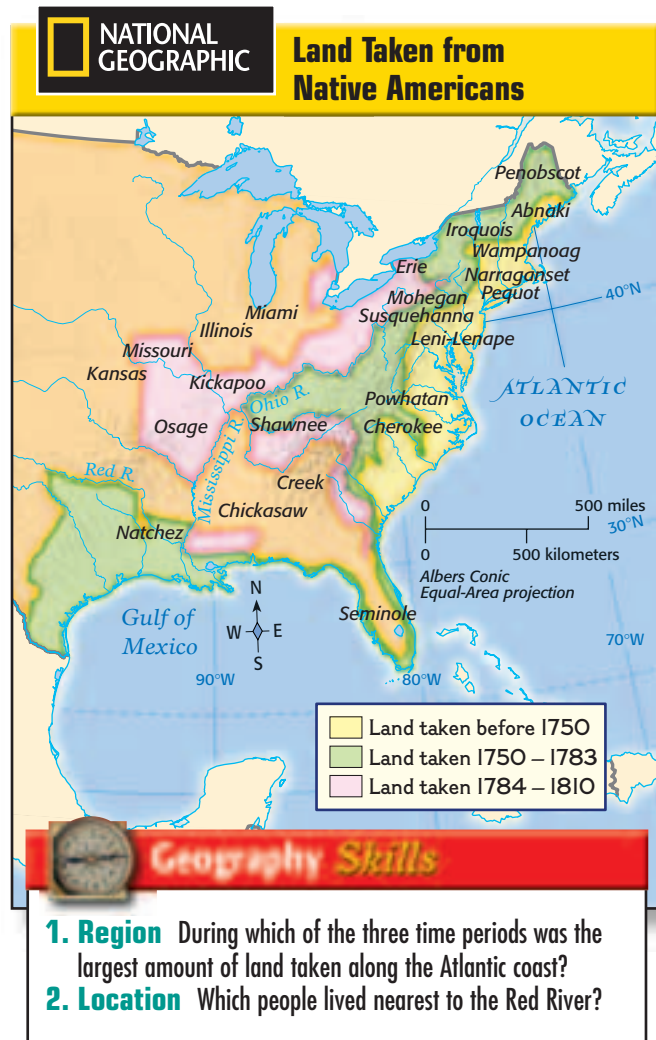 NATIONAL
GEOGRAPHIC
Land Taken from
Native Americans
Penobscot
Abnaki
Iroquois
Wampanoag
Erie
Narraganset
Mohegan
Pequot
40°N
Susquehanna
Miami
Illinois
Leni-Lenape
Missouri
Kansas
Kickapoo
Ohio R.
Powhatan
ATLANTIC
OCEAN
Osage
Shawnee
Cherokee
Mississippi R.
Red R.
Creek
Chickasaw
0 500 miles
30°N
Natchez
0 500 kilometers
Albers Conic
Equal-Area projection
N
W E
S
Gulf of
Mexico
Seminole
70°W
90°W
80°W
Land taken before 1750
Land taken 1750 – 1783
Land taken 1784 – 1810
Geography Skills
1. Region During which of the three time periods was the
largest amount of land taken along the Atlantic coast?
2. Location Which people lived nearest to the Red River?